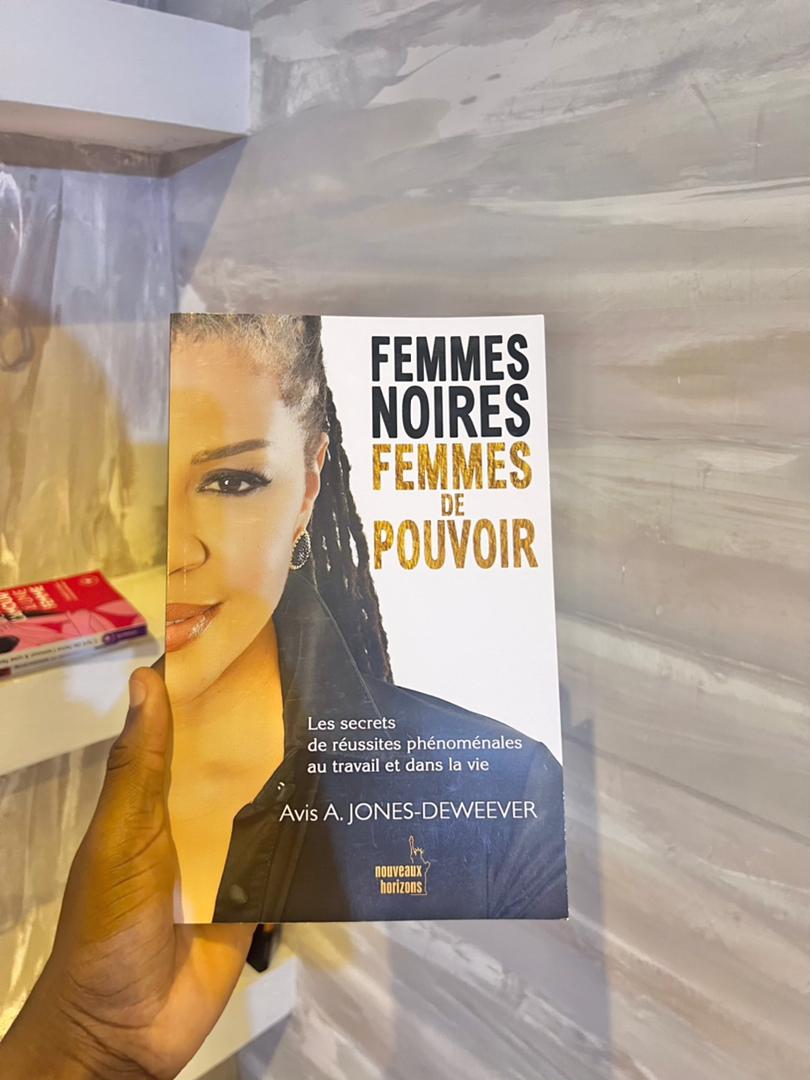 FEMMES
NOIRES
FEMMES
DE
POUVOIR
Les secrets
de réussites phénoménales
au travail et dans la vie
Avis A. JONES-DEWEEVER
nouveaux
horizons
FEMME